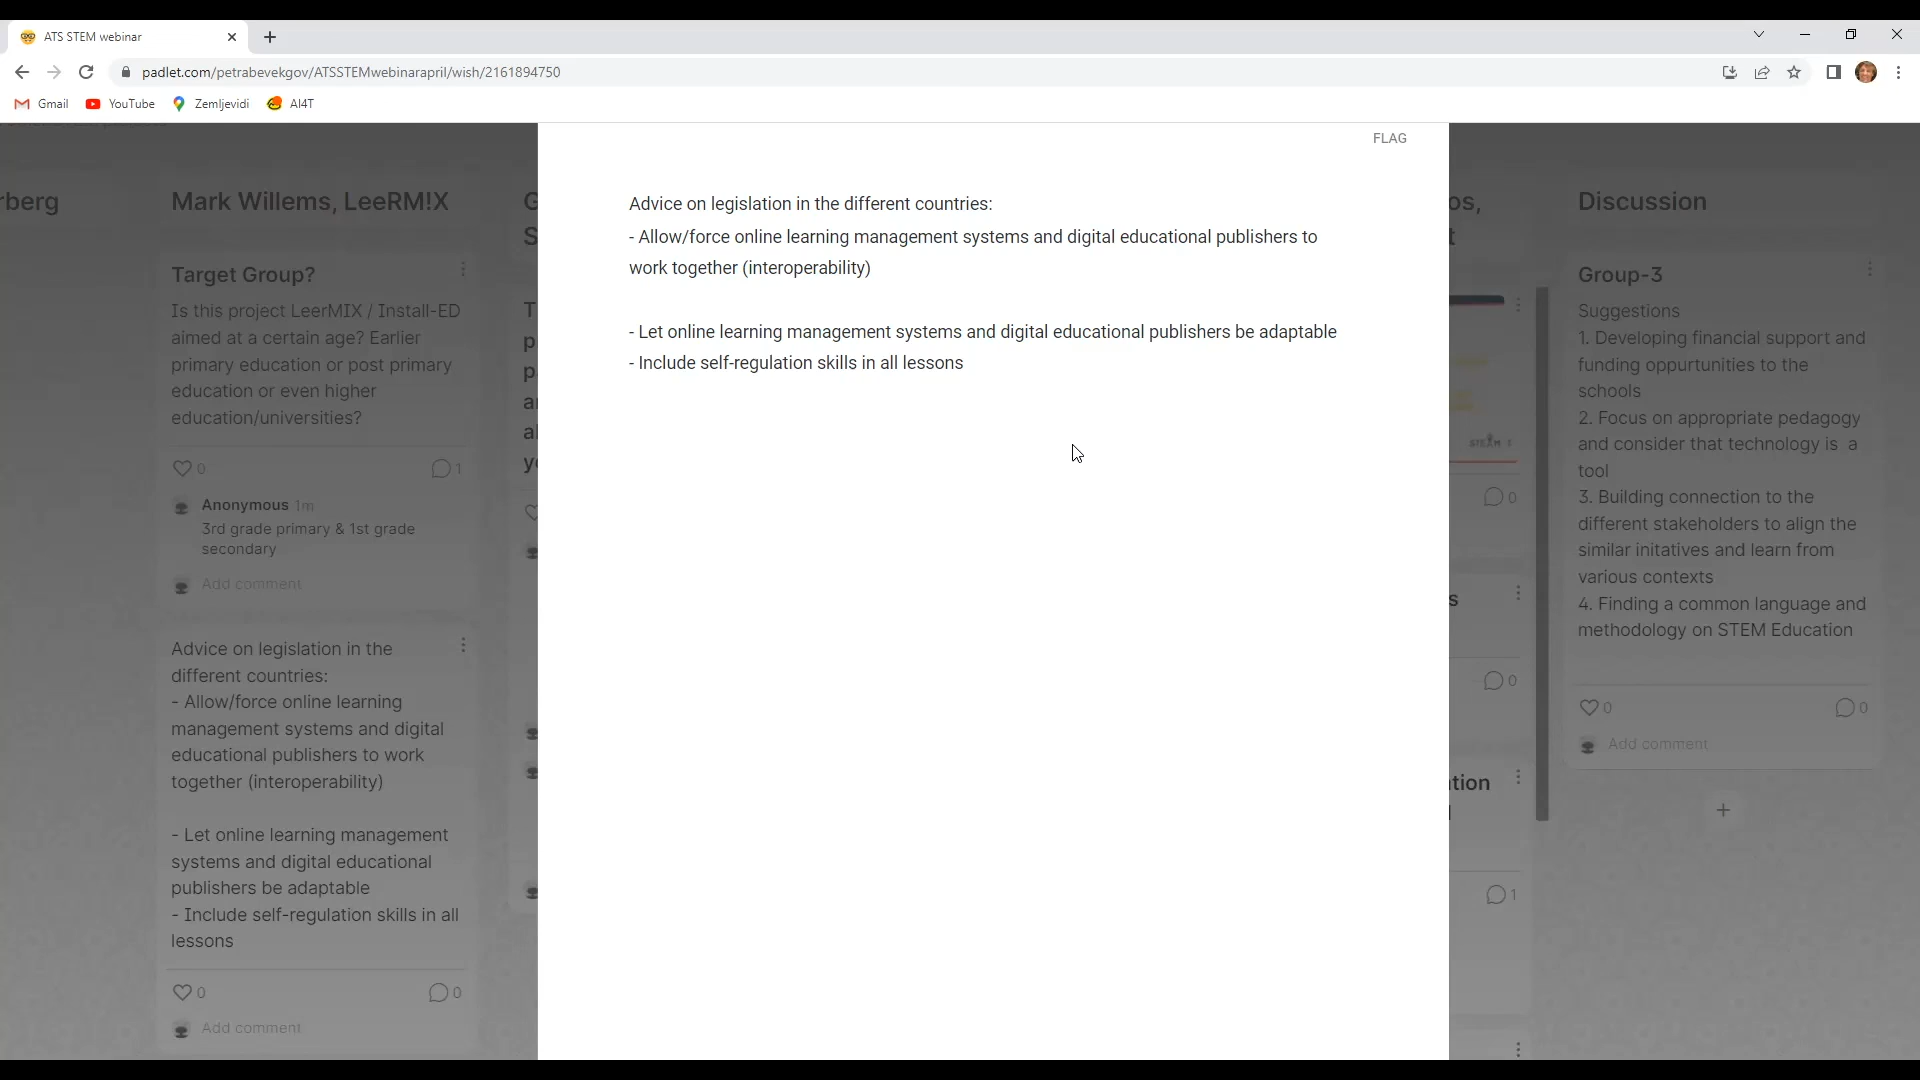 ATS STEM webinar
padlet.com/petrabevekgov/ATSSTEMwebinarapril/wish/2161894750
Gmail
YouTube
Zemljevidi
AI4T
FLAG
Advice on legislation in the different countries:
- Allow/force online learning management systems and digital educational publishers to
work together (interoperability)
- Let online learning management systems and digital educational publishers be adaptable
- Include self-regulation skills in all lessons
rberg
Mark Willems, LeeRM!X
Target Group?
Is this project LeerMIX / Install-ED
aimed at a certain age? Earlier
primary education or post primary
education or even higher
education/universities?
0
1
Anonymous 1m
3rd grade primary & 1st grade
secondary
Add comment
Advice on legislation in the
different countries:
- Allow/force online learning
management systems and digital
educational publishers to work
together (interoperability)
- Let online learning management
systems and digital educational
publishers be adaptable
- Include self-regulation skills in all
lessons
0
0
Add comment
G
S
T
p
p
al
y
os,
t
0
s
0
ation
1
Discussion
Group-3
Suggestions
1. Developing financial support and
funding oppurtunities to the
schools
2. Focus on appropriate pedagogy
and consider that technology is a
tool
3. Building connection to the
different stakeholders to align the
similar initatives and learn from
various contexts
4. Finding a common language and
methodology on STEM Education
0
0
Add comment